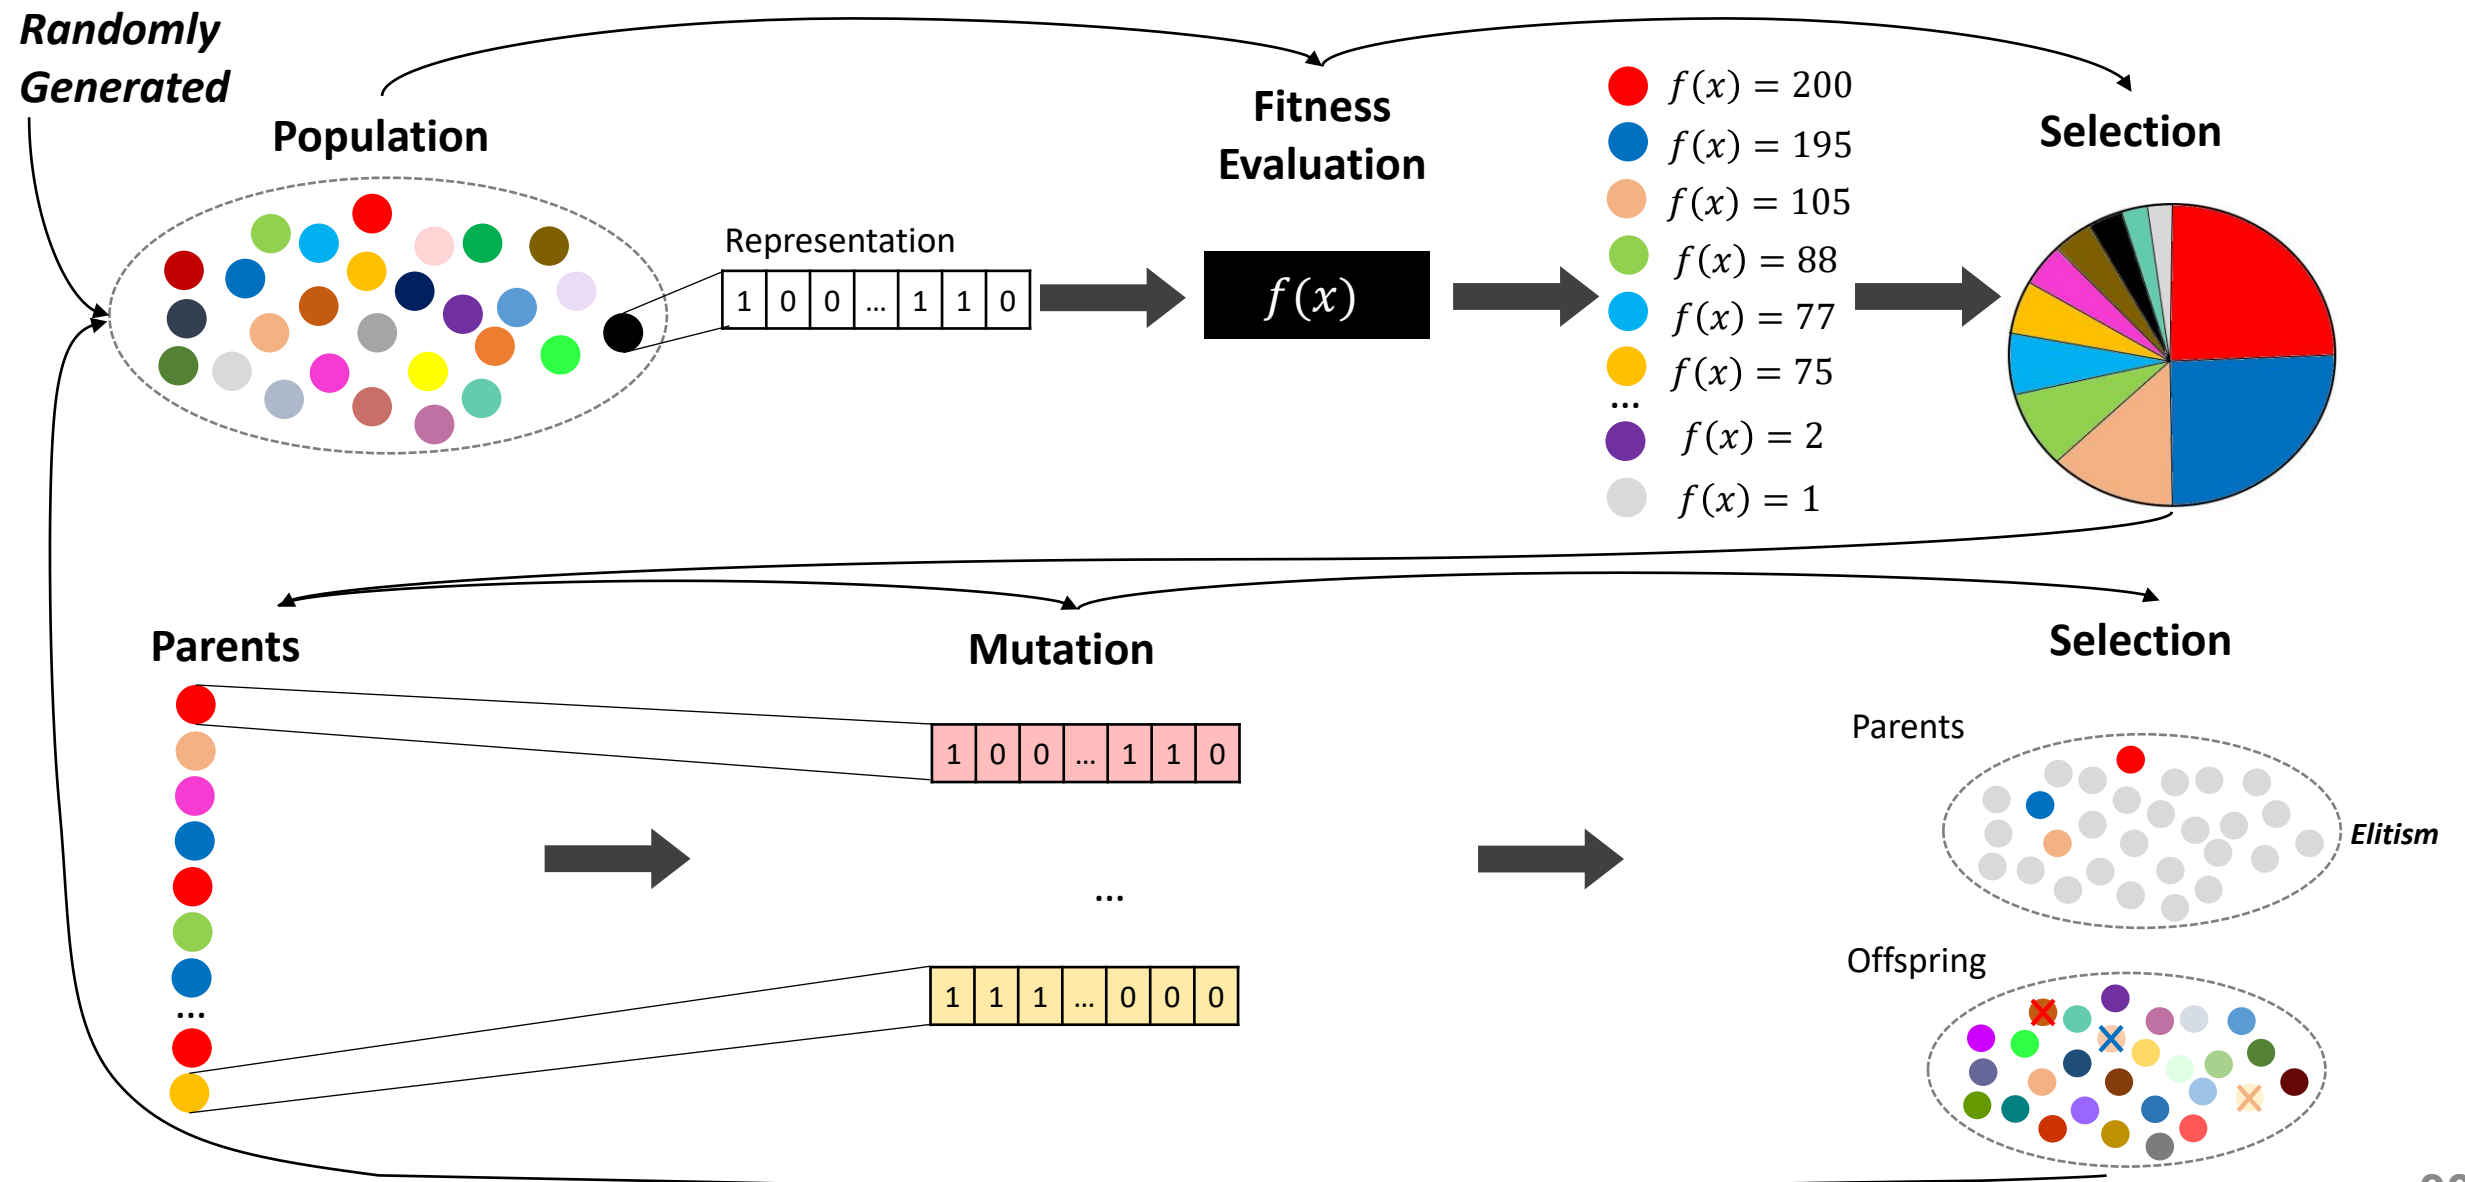 Randomly
Generated
Population
Representation
1 0 0 ... 1 1 0
Fitness
Evaluation
f(x)
f(x) = 200
f(x) = 195
f(x) = 105
f(x) = 88
f(x) = 77
f(x) = 75
...
f(x) = 2
f(x) = 1
Selection
Parents
...
Mutation
1 0 0 ... 1 1 0
...
1 1 1 ... 0 0 0
Selection
Parents
Elitism
Offspring